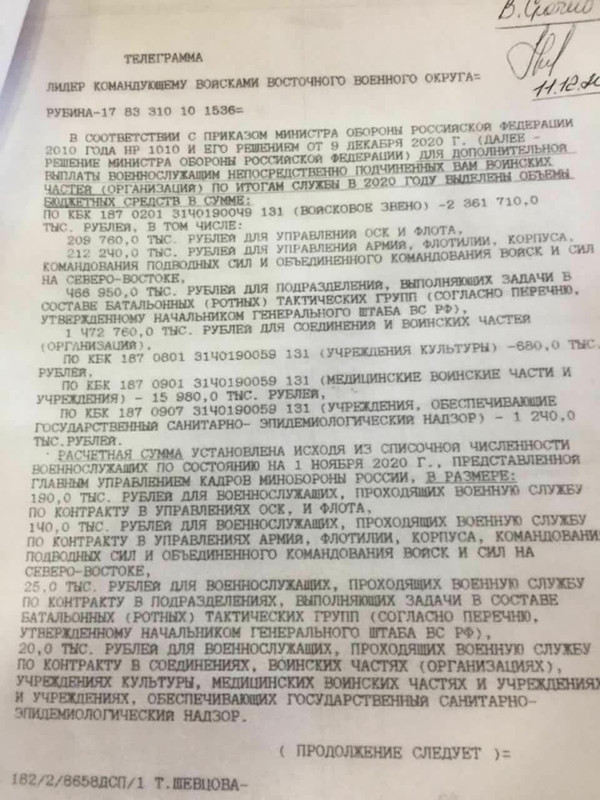 В. Срочно
11.12.20
ТЕЛЕГРАММА
ЛИДЕР КОМАНДУЮЩЕМУ ВОЙСКАМИ ВОСТОЧНОГО ВОЕННОГО ОКРУГА=
РУБИНА-17 83 310 10 1536=
В СООТВЕТСТВИИ С ПРИКАЗОМ МИНИСТРА ОБОРОНЫ РОССИЙСКОЙ ФЕДЕРАЦИИ
2010 ГОДА НР 1010 И ЕГО РЕШЕНИЕМ ОТ 9 ДЕКАБРЯ 2020 Г. (ДАЛЕЕ -
РЕШЕНИЕ МИНИСТРА ОБОРОНЫ РОССИЙСКОЙ ФЕДЕРАЦИИ) ДЛЯ ДОПОЛНИТЕЛЬНОЙ
ВЫПЛАТЫ ВОЕННОСЛУЖАЩИМ НЕПОСРЕДСТВЕННО ПОДЧИНЕННЫХ ВАМ ВОИНСКИХ
ЧАСТЕЙ (ОРГАНИЗАЦИЙ) ПО ИТОГАМ СЛУЖБЫ В 2020 ГОДУ ВЫДЕЛЕНЫ ОБЪЕМЫ
БЮДЖЕТНЫХ СРЕДСТВ В СУММЕ:
ПО КБК 187 0201 3140190049 131 (ВОЙСКОВОЕ ЗВЕНО) -2 361 710,0
ТЫС. РУБЛЕЙ, В ТОМ ЧИСЛЕ:
209 760,0 ТЫС. РУБЛЕЙ ДЛЯ УПРАВЛЕНИЙ ОСК И ФЛОТА,
212 240,0 ТЫС. РУБЛЕЙ ДЛЯ УПРАВЛЕНИЙ АРМИЙ, ФЛОТИЛИИ, КОРПУСА,
КОМАНДОВАНИЯ ПОДВОДНЫХ СИЛ И ОБЪЕДИНЕННОГО КОМАНДОВАНИЯ ВОЙСК И СИЛ
НА СЕВЕРО-ВОСТОКЕ,
466 950,0 ТЫС. РУБЛЕЙ ДЛЯ ПОДРАЗДЕЛЕНИЙ, ВЫПОЛНЯЮЩИХ ЗАДАЧИ В
СОСТАВЕ БАТАЛЬОННЫХ (РОТНЫХ) ТАКТИЧЕСКИХ ГРУПП (СОГЛАСНО ПЕРЕЧНЮ,
УТВЕРЖДЕННОМУ НАЧАЛЬНИКОМ ГЕНЕРАЛЬНОГО ШТАБА ВС РФ),
1 472 760,0 ТЫС. РУБЛЕЙ ДЛЯ СОЕДИНЕНИЙ И ВОИНСКИХ ЧАСТЕЙ
(ОРГАНИЗАЦИЙ).
ПО КБК 187 0801 3140190059 131 (УЧРЕЖДЕНИЯ КУЛЬТУРЫ) -680,0 ТЫС.
РУБЛЕЙ.
ПО КБК 187 0901 3140190059 131 (МЕДИЦИНСКИЕ ВОИНСКИЕ ЧАСТИ И
УЧРЕЖДЕНИЯ) - 15 980,0 ТЫС. РУБЛЕЙ,
ПО КБК 187 0907 3140190059 131 (УЧРЕЖДЕНИЯ, ОБЕСПЕЧИВАЮЩИЕ
ГОСУДАРСТВЕННЫЙ САНИТАРНО- ЭПИДЕМИОЛОГИЧЕСКИЙ НАДЗОР) - 1 240,0
ТЫС.РУБЛЕЙ.
РАСЧЕТНАЯ СУММА УСТАНОВЛЕНА ИСХОДЯ ИЗ СПИСОЧНОЙ ЧИСЛЕННОСТИ
ВОЕННОСЛУЖАЩИХ ПО СОСТОЯНИЮ НА 1 НОЯБРЯ 2020 Г., ПРЕДСТАВЛЕННОЙ
ГЛАВНЫМ УПРАВЛЕНИЕМ КАДРОВ МИНОБОРОНЫ РОССИИ, В РАЗМЕРЕ:
190,0 ТЫС. РУБЛЕЙ ДЛЯ ВОЕННОСЛУЖАЩИХ, ПРОХОДЯЩИХ ВОЕННУЮ СЛУЖБУ
ПО КОНТРАКТУ В УПРАВЛЕНИЯХ ОСК, И ФЛОТА,
140,0 ТЫС. РУБЛЕЙ ДЛЯ ВОЕННОСЛУЖАЩИХ, ПРОХОДЯЩИХ ВОЕННУЮ СЛУЖБУ
ПО КОНТРАКТУ В УПРАВЛЕНИЯХ АРМИЙ, ФЛОТИЛИИ, КОРПУСА, КОМАНДОВАНИЯ
ПОДВОДНЫХ СИЛ И ОБЪЕДИНЕННОГО КОМАНДОВАНИЯ ВОЙСК И СИЛ НА
СЕВЕРО-ВОСТОКЕ,
25,0 ТЫС. РУБЛЕЙ ДЛЯ ВОЕННОСЛУЖАЩИХ, ПРОХОДЯЩИХ ВОЕННУЮ СЛУЖБУ
ПО КОНТРАКТУ В ПОДРАЗДЕЛЕНИЯХ, ВЫПОЛНЯЮЩИХ ЗАДАЧИ В СОСТАВЕ
БАТАЛЬОННЫХ (РОТНЫХ) ТАКТИЧЕСКИХ ГРУПП (СОГЛАСНО ПЕРЕЧНЮ,
УТВЕРЖДЕННОМУ НАЧАЛЬНИКОМ ГЕНЕРАЛЬНОГО ШТАБА ВС РФ),
20,0 ТЫС. РУБЛЕЙ ДЛЯ ВОЕННОСЛУЖАЩИХ, ПРОХОДЯЩИХ ВОЕННУЮ СЛУЖБУ
ПО КОНТРАКТУ В СОЕДИНЕНИЯХ, ВОИНСКИХ ЧАСТЯХ (ОРГАНИЗАЦИЯХ),
УЧРЕЖДЕНИЯХ КУЛЬТУРЫ, МЕДИЦИНСКИХ ВОИНСКИХ ЧАСТЯХ И УЧРЕЖДЕНИЯХ
И УЧРЕЖДЕНИЯХ, ОБЕСПЕЧИВАЮЩИХ ГОСУДАРСТВЕННЫЙ САНИТАРНО-
ЭПИДЕМИОЛОГИЧЕСКИЙ НАДЗОР.
( ПРОДОЛЖЕНИЕ СЛЕДУЕТ )=
182/2/8658ДСП/1 Т.ШЕВЦОВА-